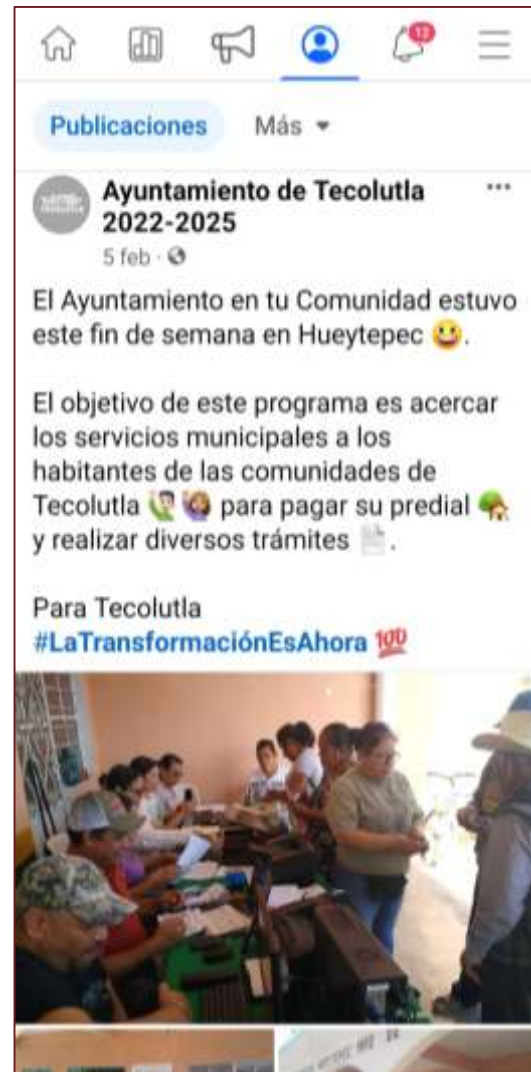 13
Publicaciones Más
Ayuntamiento de Tecolutla
2022-2025
5 feb
El Ayuntamiento en tu Comunidad estuvo
este fin de semana en Hueytepec 😃.
El objetivo de este programa es acercar
los servicios municipales a los
habitantes de las comunidades de
Tecolutla 🙋🏻‍♂️🙋🏼‍♀️ para pagar su predial 🏡
y realizar diversos trámites 📄.
Para Tecolutla
#LaTransformaciónEsAhora 💯